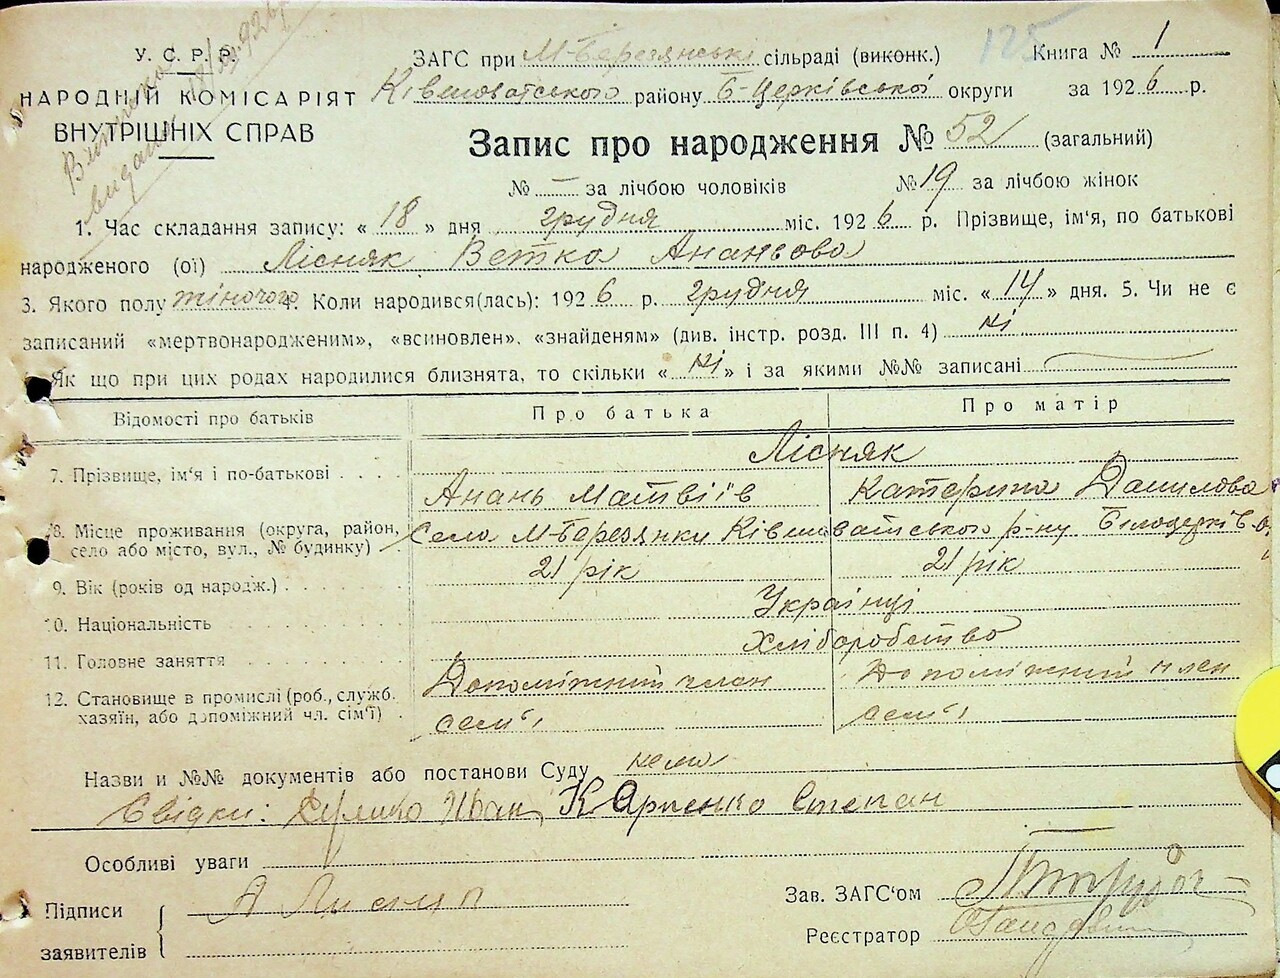 У. С. Р. Р.
НАРОДНІЙ КОМІСАРІЯТ
ВНУТРІШНІХ СПРАВ
ЗАГС при М-Березянські сільраді (виконк.) 125 Книга № 1
Ківшоватського району Б-Церківської округи за 1926 р.
Запис про народження № 52 (загальний)
№ — за лічбою чоловіків № 19 за лічбою жінок
1. Час складання запису: « 18 » дня грудня міс. 1926 р. Прізвище, ім'я, по батькові
народженого (ої) Лісняк Ветка Ананьова
3. Якого полу жіночого 4. Коли народився(лась): 1926 р. грудня міс. « 14 » дня. 5. Чи не є
записаний «мертвонародженим», «всиновлен», «знайденям» (див. інстр. розд. III п. 4) ні
Як що при цих родах народилися близнята, то скільки « ні » і за якими №№ записані
Відомості про батьків Про батька Про матір
Лісняк
7. Прізвище, ім'я і по-батькові Анань Матвіїв Катерина Данилова
8. Місце проживання (округа, район, село або місто, вул., № будинку) Село М-Березянки Ківшоватського р-ну Білоцерків-о.
9. Вік (років од народж.) 21 рік 21 рік
10. Національність Українці
11. Головне заняття Хліборобство
12. Становище в промислі (роб., служб. Допоміжний член Допоміжний член
хазяїн, або допоміжний чл. сім'ї) сем'ї сем'ї
Назви и №№ документів або постанови Суду нема
Свідки: Іван, Карпенко Степан
Особливі уваги
Підписи
заявителів
А Лисняк
Зав. ЗАГС'ом
Реєстратор